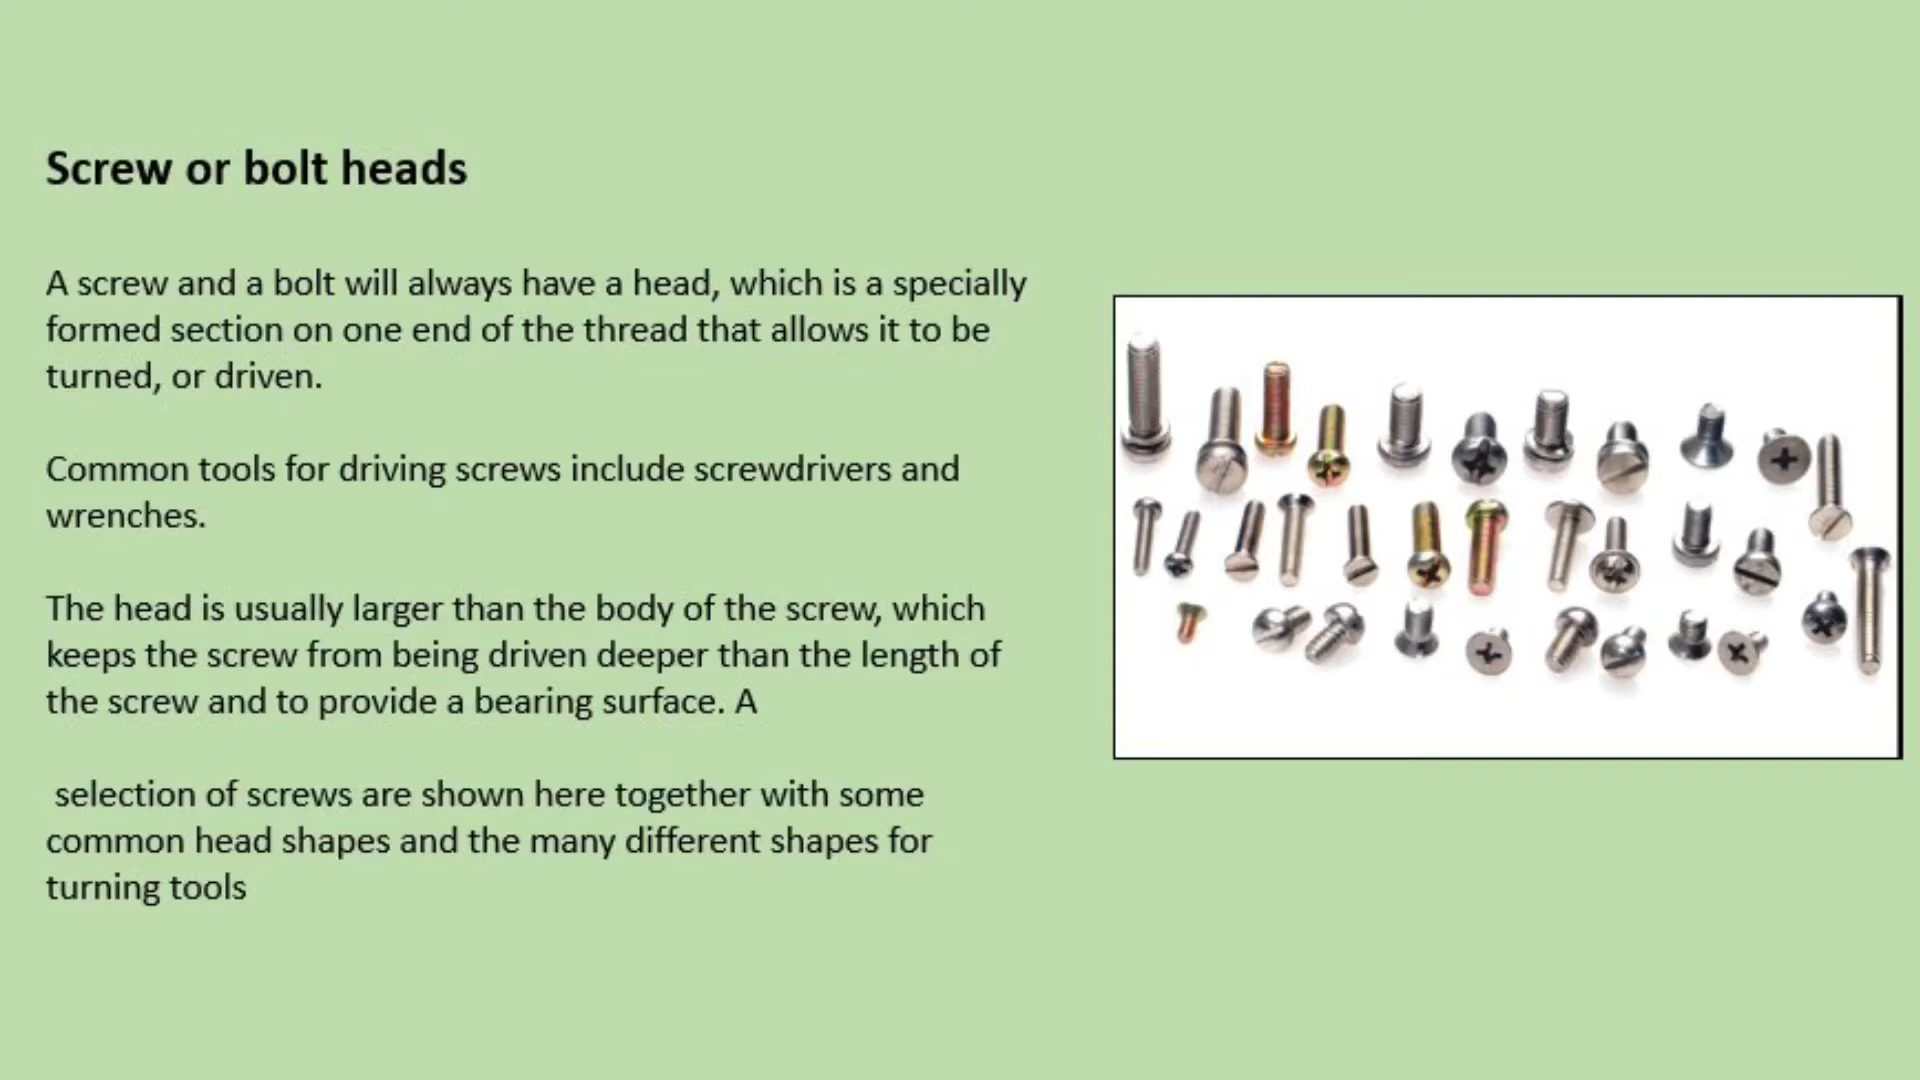 Screw or bolt heads
A screw and a bolt will always have a head, which is a specially
formed section on one end of the thread that allows it to be
turned, or driven.
Common tools for driving screws include screwdrivers and
wrenches.
The head is usually larger than the body of the screw, which
keeps the screw from being driven deeper than the length of
the screw and to provide a bearing surface. A
selection of screws are shown here together with some
common head shapes and the many different shapes for
turning tools